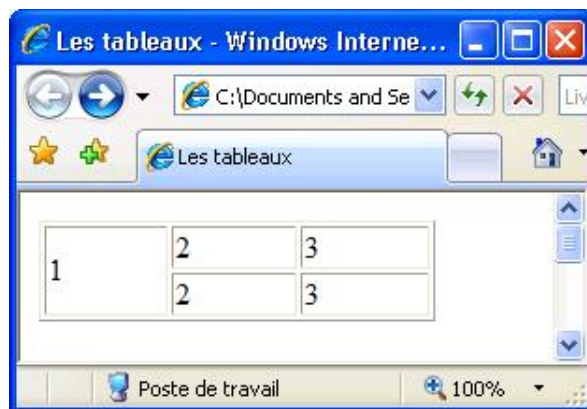 Les tableaux - Windows Interne...
C:\Documents and Se
Liv
Les tableaux
1 2 3
2 3
Poste de travail 100%